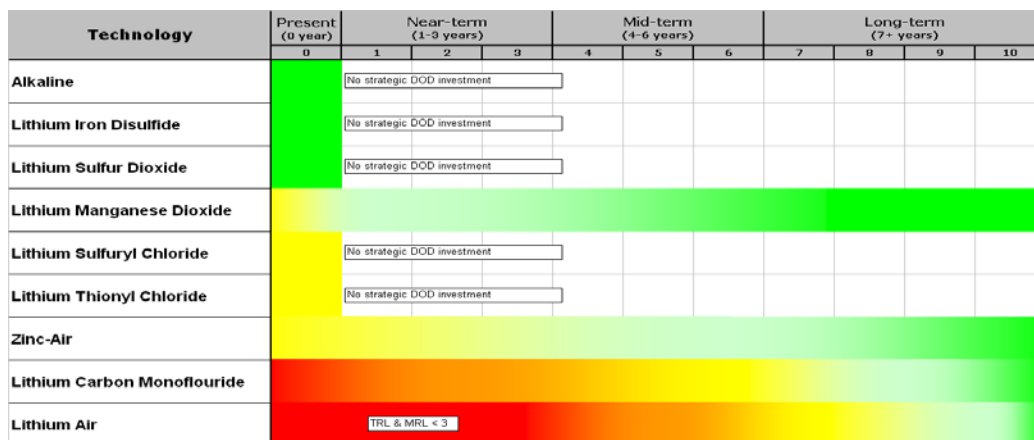 Technology
Present
(0 year)
Near-term
(1-3 years)
Mid-term
(4-6 years)
Long-term
(7+ years)
0 1 2 3 4 5 6 7 8 9 10
Alkaline No strategic DOD investment
Lithium Iron Disulfide No strategic DOD investment
Lithium Sulfur Dioxide No strategic DOD investment
Lithium Manganese Dioxide
Lithium Sulfuryl Chloride No strategic DOD investment
Lithium Thionyl Chloride No strategic DOD investment
Zinc-Air
Lithium Carbon Monoflouride
Lithium Air TRL & MRL < 3